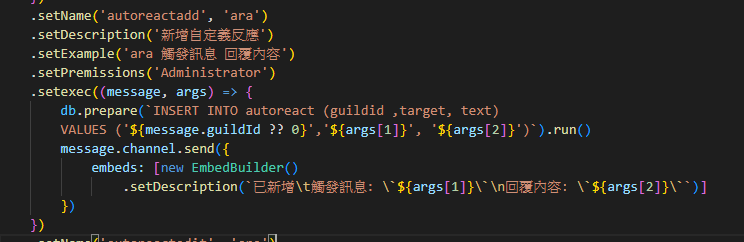 .setName('autoreactadd', 'ara')
.setDescription('新增自定義反應')
.setExample('ara 觸發訊息 回覆內容')
.setPremissions('Administrator')
.setexec((message, args) => {
db.prepare(`INSERT INTO autoreact (guildid ,target, text)
VALUES ('${message.guildId ?? 0}','${args[1]}', '${args[2]}')`).run()
message.channel.send({
embeds: [new EmbedBuilder()
.setDescription(`已新增\t觸發訊息: \`${args[1]}\`\n回覆內容: \`${args[2]}\``)]
})
})
.setName('autoreactedit', 'are')